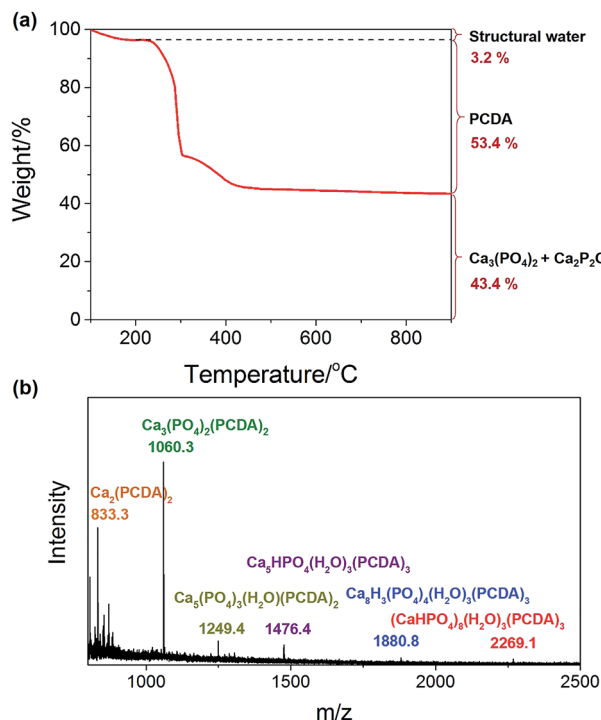 (a)
100
80
60
40
20
0
Weight/%
200
400
600
800
Temperature/°C
Structural water
3.2 %
PCDA
53.4 %
Ca₃(PO₄)₂ + Ca₂P₂O
43.4 %
(b)
Intensity
Ca₃(PO₄)₂(PCDA)₂
1060.3
Ca₂(PCDA)₂
833.3
Ca₅HPO₄(H₂O)₃(PCDA)₃
Ca₅(PO₄)₃(H₂O)(PCDA)₂
1249.4
1476.4
Ca₈H₃(PO₄)₄(H₂O)₃(PCDA)₃
1880.8
(CaHPO₄)₈(H₂O)₃(PCDA)₃
2269.1
1000
1500
2000
2500
m/z